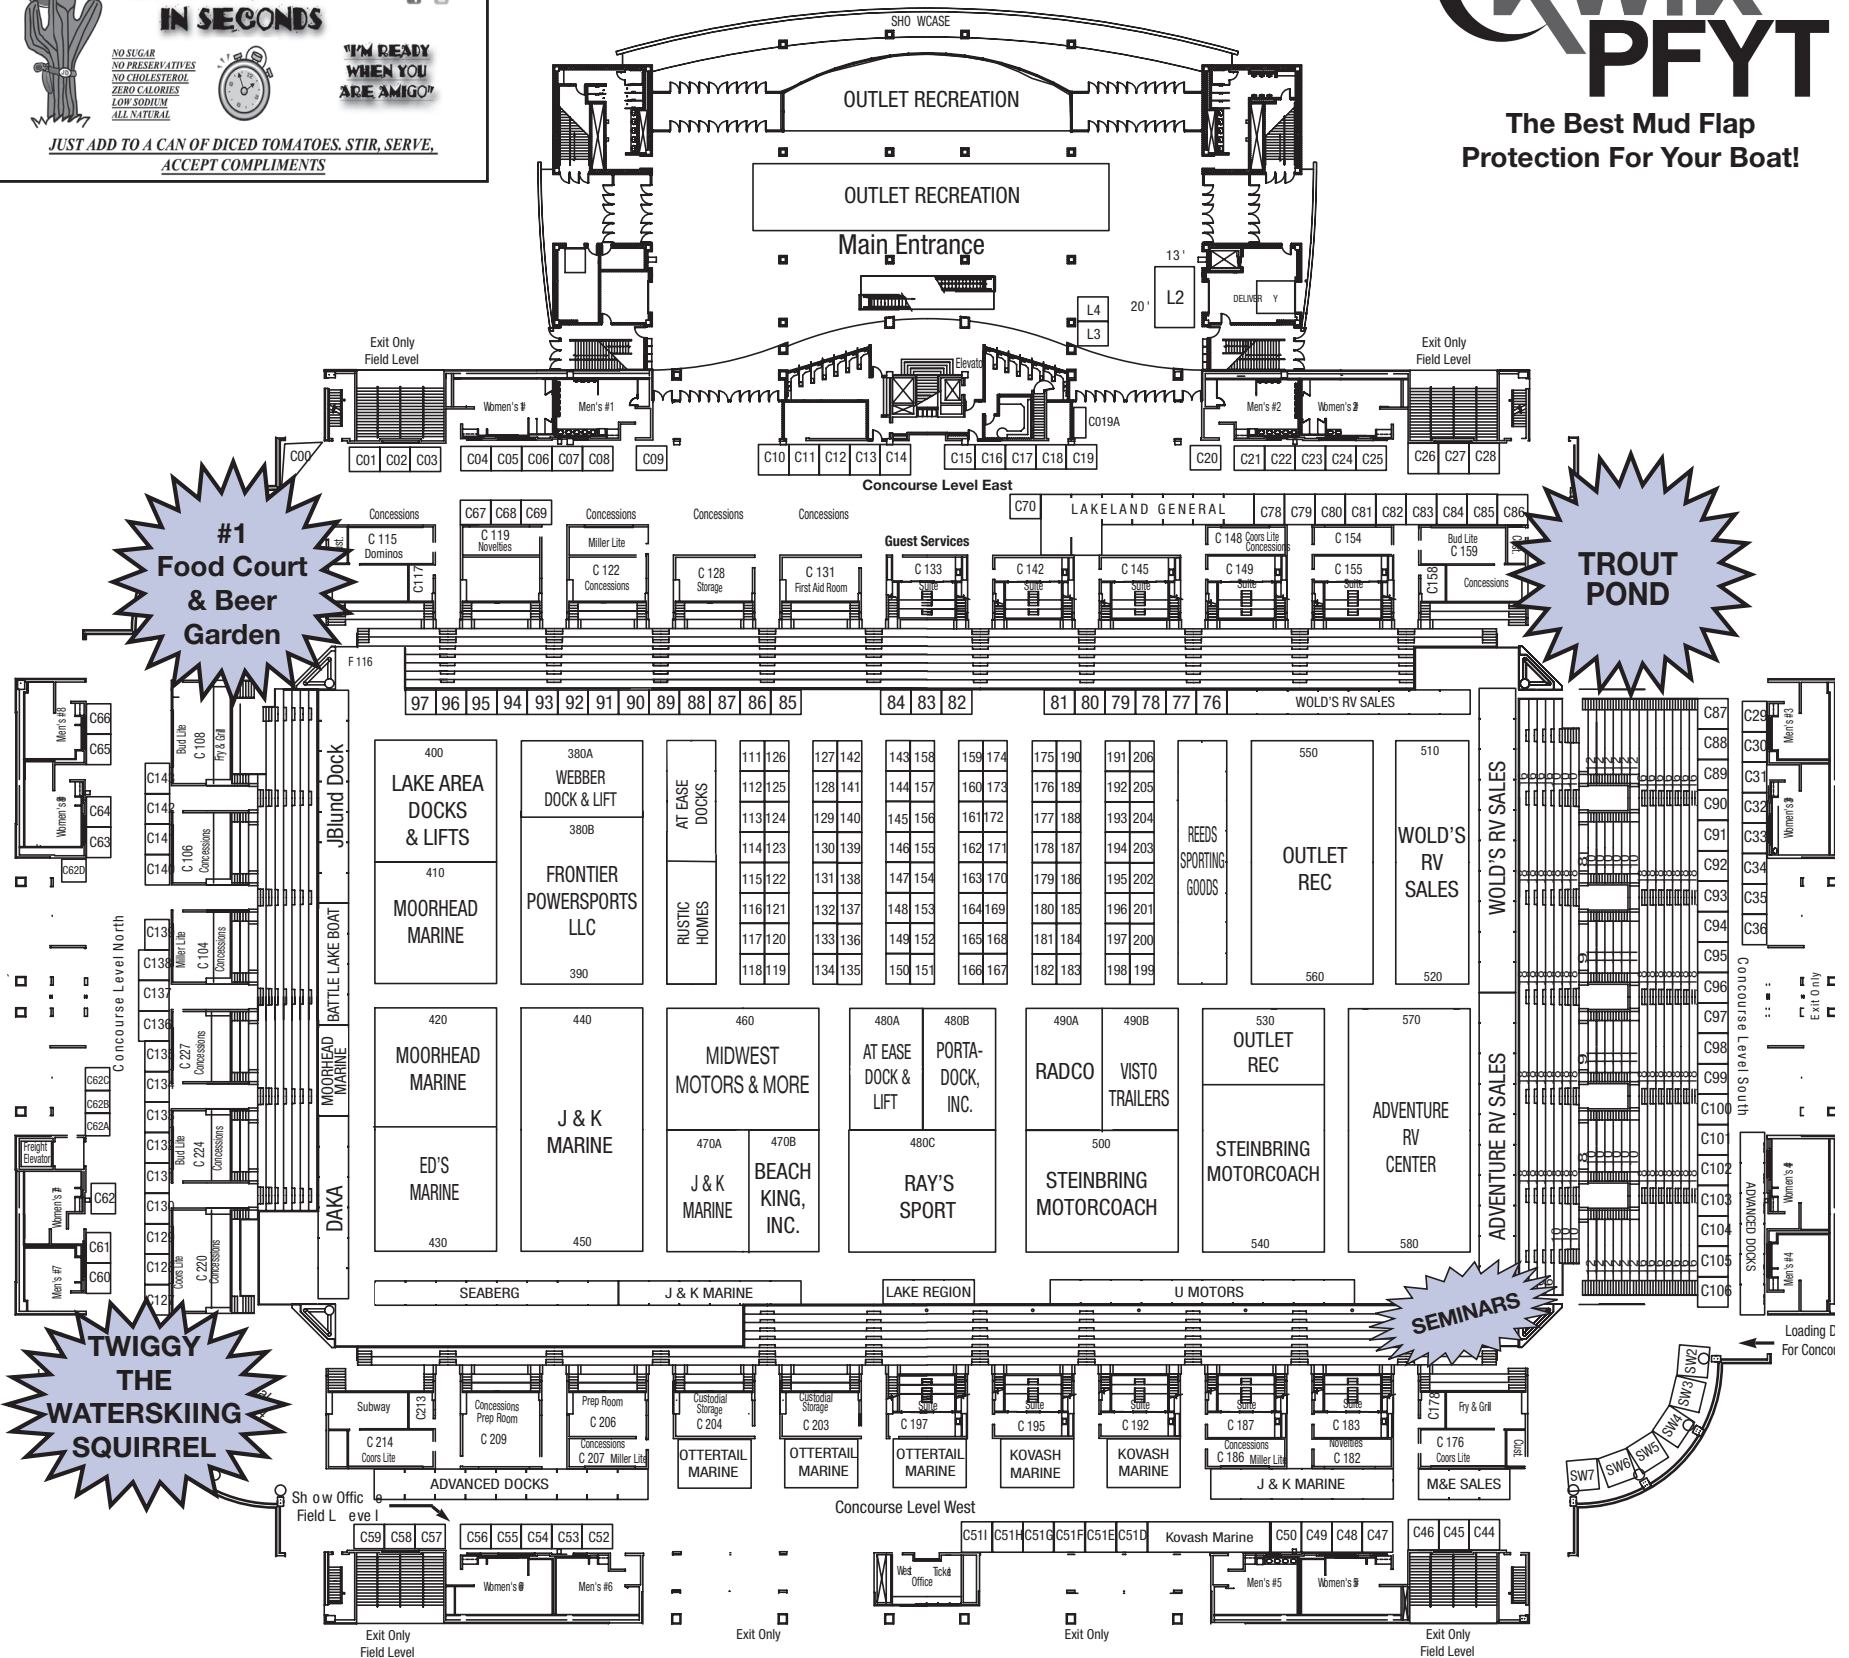 IN SECONDS
NO SUGAR
NO PRESERVATIVES
NO CHOLESTEROL
ZERO CALORIES
LOW SODIUM
ALL NATURAL
"I'M READY
WHEN YOU
ARE AMIGO"
JUST ADD TO A CAN OF DICED TOMATOES. STIR, SERVE,
ACCEPT COMPLIMENTS
PFYT
The Best Mud Flap
Protection For Your Boat!
SHOWCASE
OUTLET RECREATION
OUTLET RECREATION
Main Entrance
13'
20'
L2
L4
L3
DELIVERY
Exit Only
Field Level
Exit Only
Field Level
Elevator
Women's #1
Men's #1
Men's #2
Women's #2
C019A
C00
C01 C02 C03
C04 C05 C06 C07 C08
C09
C10 C11 C12 C13 C14
C15 C16 C17 C18 C19
C20
C21 C22 C23 C24 C25
C26 C27 C28
Concourse Level East
#1
Food Court
& Beer
Garden
TROUT
POND
Concessions
C67 C68 C69
Concessions
Concessions
Concessions
C70
LAKELAND GENERAL
C78 C79 C80 C81 C82 C83 C84 C85 C86
C 115
Dominos
C117
C 119
Novelties
Miller Lite
C 122
Concessions
C 128
Storage
C 131
First Aid Room
Guest Services
C 133
Suite
C 142
Suite
C 145
Suite
C 148 Coors Lite
Concessions
C 149
Suite
C 154
C 155
Suite
Bud Lite
C 159
C158
Concessions
F 116
97 96 95 94 93 92 91 90 89 88 87 86 85
84 83 82
81 80 79 78 77 76
WOLD'S RV SALES
Men's #8
C66
C65
C64
C63
C62D
Bud Lite
C 108
Fry & Grill
C142
C140
C 106
Concessions
C139
C138
C137
C136
Miller Lite
C 104
Concessions
C 227
Concessions
Bud Lite
C 224
Concessions
Coors Lite
C 220
Concessions
Concourse Level North
C62C
C62B
C62A
Freight
Elevator
C62
C61
C60
Men's #7
JBlund Dock
BATTLE LAKE BOAT
MOORHEAD
MARINE
DAKA
400
LAKE AREA
DOCKS
& LIFTS
410
MOORHEAD
MARINE
380A
WEBBER
DOCK & LIFT
380B
FRONTIER
POWERSPORTS
LLC
390
AT EASE
DOCKS
RUSTIC
HOMES
111 126 127 142 143 158 159 174 175 190 191 206
112 125 128 141 144 157 160 173 176 189 192 205
113 124 129 140 145 156 161 172 177 188 193 204
114 123 130 139 146 155 162 171 178 187 194 203
115 122 131 138 147 154 163 170 179 186 195 202
116 121 132 137 148 153 164 169 180 185 196 201
117 120 133 136 149 152 165 168 181 184 197 200
118 119 134 135 150 151 166 167 182 183 198 199
REEDS
SPORTING
GOODS
550
OUTLET
REC
560
510
WOLD'S
RV
SALES
520
WOLD'S RV SALES
ADVENTURE RV SALES
420
MOORHEAD
MARINE
ED'S
MARINE
430
440
J & K
MARINE
450
460
MIDWEST
MOTORS & MORE
470A
J & K
MARINE
470B
BEACH
KING,
INC.
480A
AT EASE
DOCK &
LIFT
480B
PORTA-
DOCK,
INC.
480C
RAY'S
SPORT
490A
RADCO
490B
VISTO
TRAILERS
500
STEINBRING
MOTORCOACH
530
OUTLET
REC
STEINBRING
MOTORCOACH
540
570
ADVENTURE
RV
CENTER
580
SEABERG
J & K MARINE
LAKE REGION
U MOTORS
SEMINARS
C87
C88
C89
C90
C91
C92
C93
C94
C95
C96
C97
C98
C99
C100
C101
C102
C103
C104
C105
C106
C29
C30
C31
C32
C33
C34
C35
C36
Men's #3
Concourse Level South
Exit Only
ADVANCED DOCKS
Men's #4
Loading D
For Conco
SW2
SW3
SW4
SW5
SW6
SW7
TWIGGY
THE
WATERSKIING
SQUIRREL
Subway
C213
C 214
Coors Lite
Concessions
Prep Room
C 209
Prep Room
C 206
Concessions
C 207 Miller Lite
Custodial
Storage
C 204
Custodial
Storage
C 203
Suite
C 197
Suite
C 195
Suite
C 192
Suite
C 187
Concessions
C 186 Miller Lite
Suite
C 183
Novelties
C 182
C178
Fry & Grill
C 176
Coors Lite
Cust.
ADVANCED DOCKS
OTTERTAIL
MARINE
OTTERTAIL
MARINE
OTTERTAIL
MARINE
KOVASH
MARINE
KOVASH
MARINE
J & K MARINE
M&E SALES
Concourse Level West
Show Office
Field Level
C59 C58 C57
C56 C55 C54 C53 C52
C51I C51H C51G C51F C51E C51D
Kovash Marine
C50 C49 C48 C47
C46 C45 C44
Women's #6
Men's #6
West Ticket
Office
Men's #5
Women's #5
Exit Only
Field Level
Exit Only
Exit Only
Exit Only
Field Level